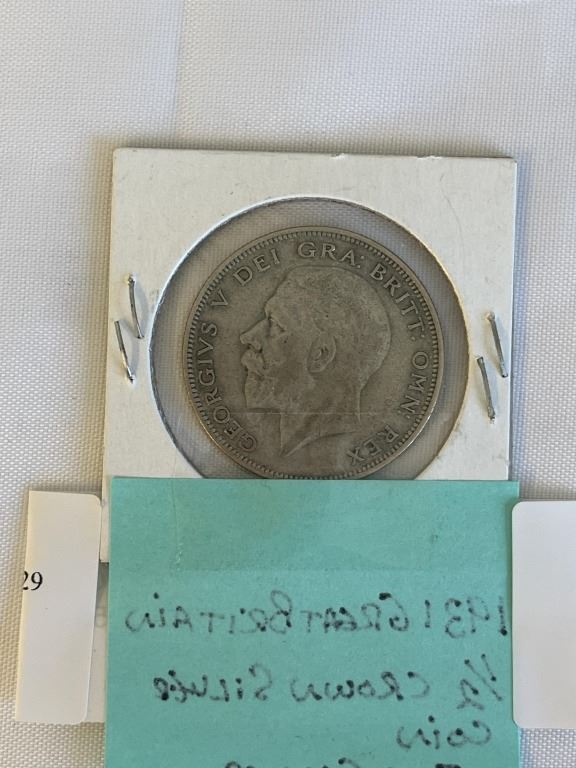 GEORGIVS V DEI GRA: BRITT: OMN: REX
29
1931 GREAT BRITAIN
1/2 CROWN SILVER
COIN